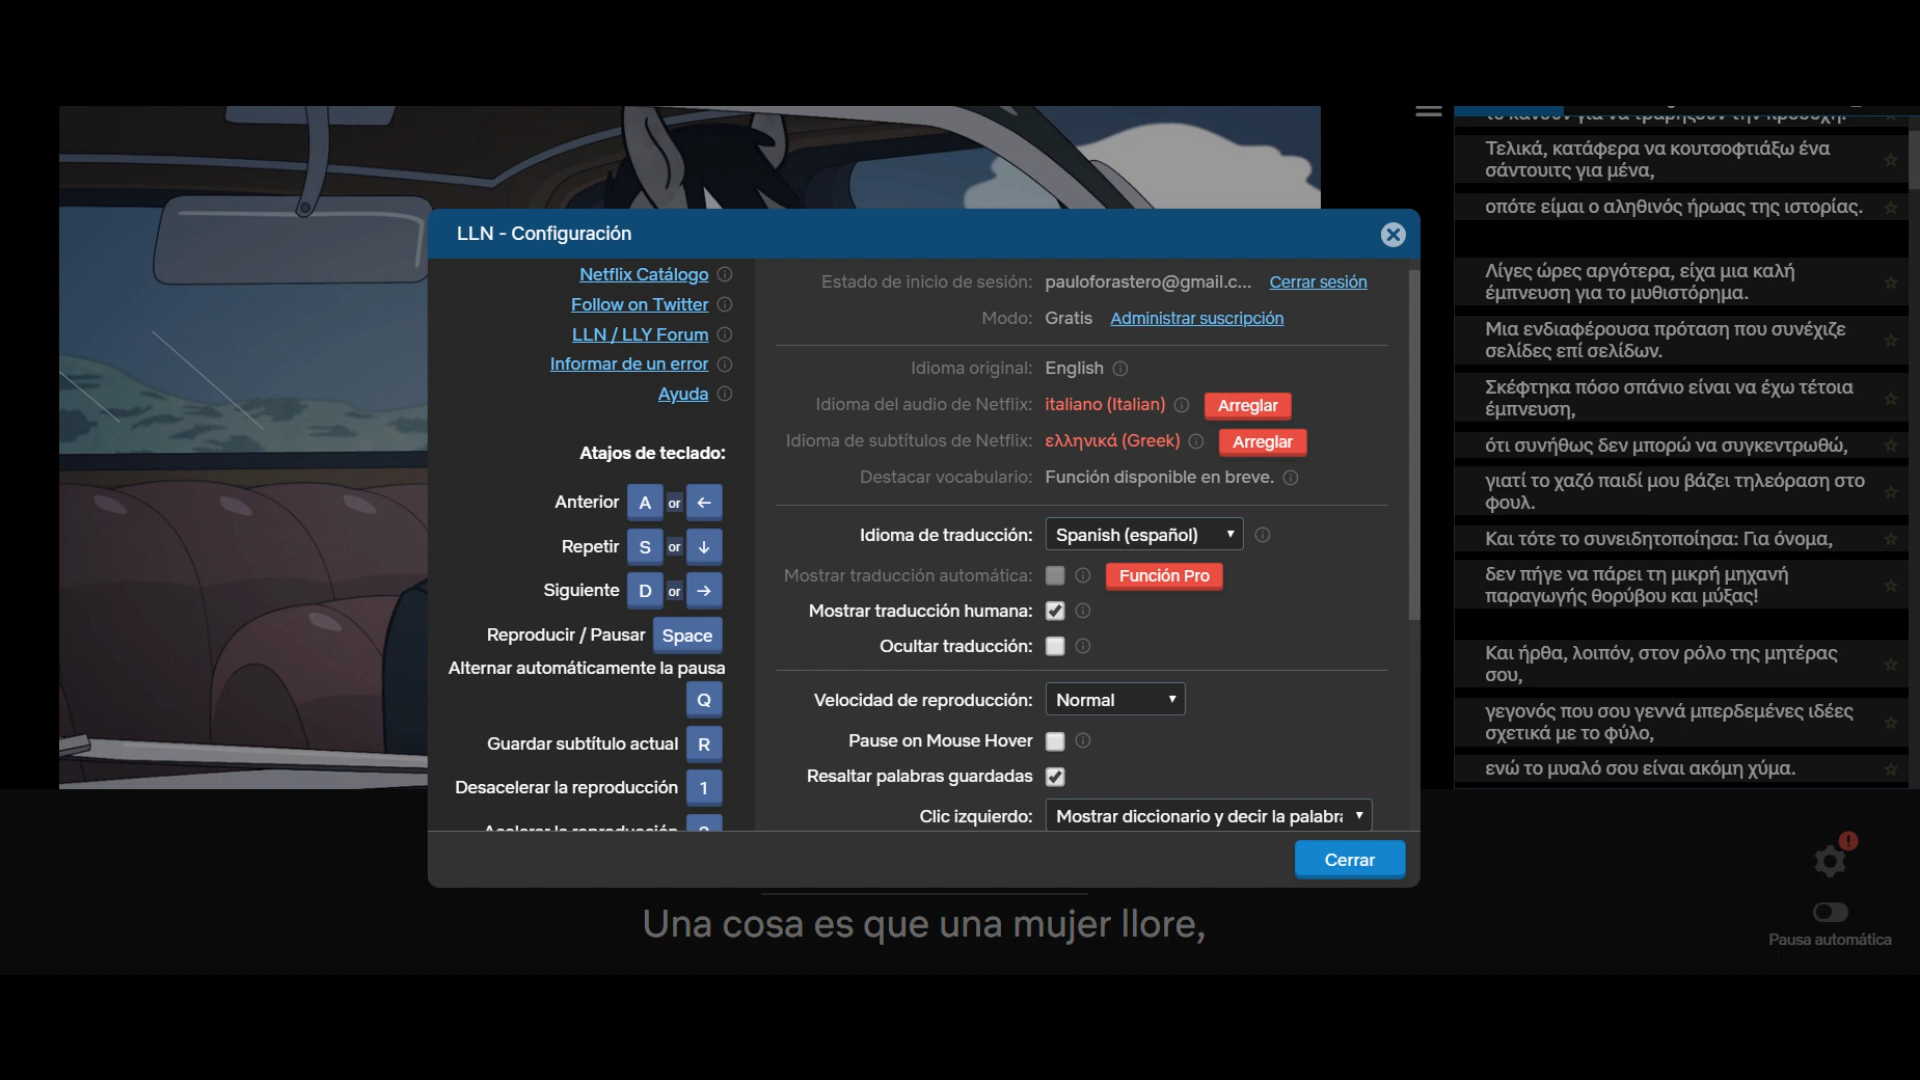 LLN - Configuración
Netflix Catálogo
Follow on Twitter
LLN / LLY Forum
Informar de un error
Ayuda
Atajos de teclado:
Anterior A or ←
Repetir S or ↓
Siguiente D or →
Reproducir / Pausar Space
Alternar automáticamente la pausa
Q
Guardar subtítulo actual R
Desacelerar la reproducción 1
Estado de inicio de sesión: pauloforastero@gmail.c... Cerrar sesión
Modo: Gratis Administrar suscripción
Idioma original: English
Idioma del audio de Netflix: italiano (Italian) Arreglar
Idioma de subtítulos de Netflix: ελληνικά (Greek) Arreglar
Destacar vocabulario: Función disponible en breve.
Idioma de traducción: Spanish (español)
Mostrar traducción automática: Función Pro
Mostrar traducción humana:
Ocultar traducción:
Velocidad de reproducción: Normal
Pause on Mouse Hover
Resaltar palabras guardadas
Clic izquierdo: Mostrar diccionario y decir la palabra
Cerrar
Una cosa es que una mujer llore,
Τελικά, κατάφερα να κουτσοφτιάξω ένα
σάντουιτς για μένα,
οπότε είμαι ο αληθινός ήρωας της ιστορίας.
Λίγες ώρες αργότερα, είχα μια καλή
έμπνευση για το μυθιστόρημα.
Μια ενδιαφέρουσα πρόταση που συνέχιζε
σελίδες επί σελίδων.
Σκέφτηκα πόσο σπάνιο είναι να έχω τέτοια
έμπνευση,
ότι συνήθως δεν μπορώ να συγκεντρωθώ,
γιατί το χαζό παιδί μου βάζει τηλεόραση στο
φουλ.
Και τότε το συνειδητοποίησα: Για όνομα,
δεν πήγε να πάρει τη μικρή μηχανή
παραγωγής θορύβου και μύξας!
Και ήρθα, λοιπόν, στον ρόλο της μητέρας
σου,
γεγονός που σου γεννά μπερδεμένες ιδέες
σχετικά με το φύλο,
ενώ το μυαλό σου είναι ακόμη χύμα.
Pausa automática